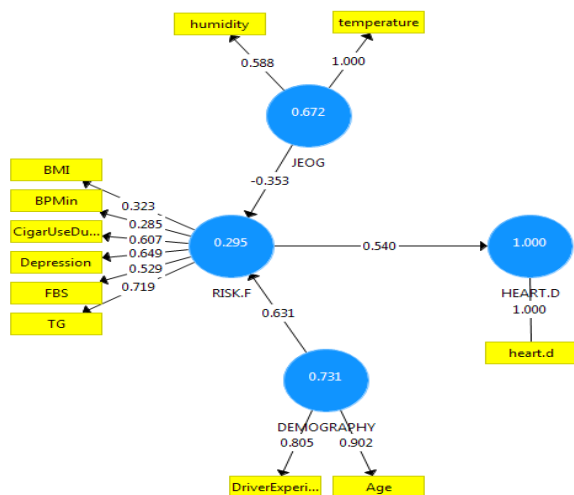 humidity
temperature
0.588
1.000
0.672
JEOG
-0.353
BMI
BPMin
CigarUseDu...
Depression
FBS
TG
0.323
0.285
0.607
0.649
0.529
0.719
0.295
RISK.F
0.540
1.000
HEART.D
1.000
heart.d
0.631
0.731
DEMOGRAPHY
0.805
0.902
DriverExperi...
Age